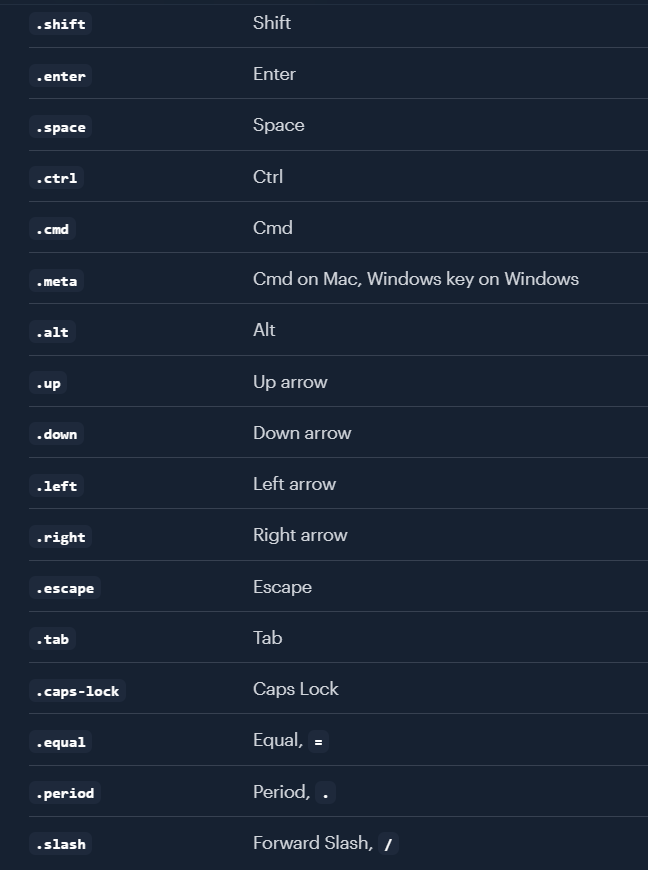 .shift Shift
.enter Enter
.space Space
.ctrl Ctrl
.cmd Cmd
.meta Cmd on Mac, Windows key on Windows
.alt Alt
.up Up arrow
.down Down arrow
.left Left arrow
.right Right arrow
.escape Escape
.tab Tab
.caps-lock Caps Lock
.equal Equal, =
.period Period, .
.slash Forward Slash, /